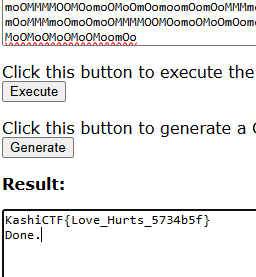 moOMMMMOOMOomoOMoOmOomoomOomOoMMMmo
mOoMMMmoOmoOmoOMMMMOOMOomoOMoOmOomo
MoOMoOMoOMoOMoomOo
Click this button to execute the
Execute
Click this button to generate a
Generate
Result:
KashiCTF{Love_Hurts_5734b5f}
Done.